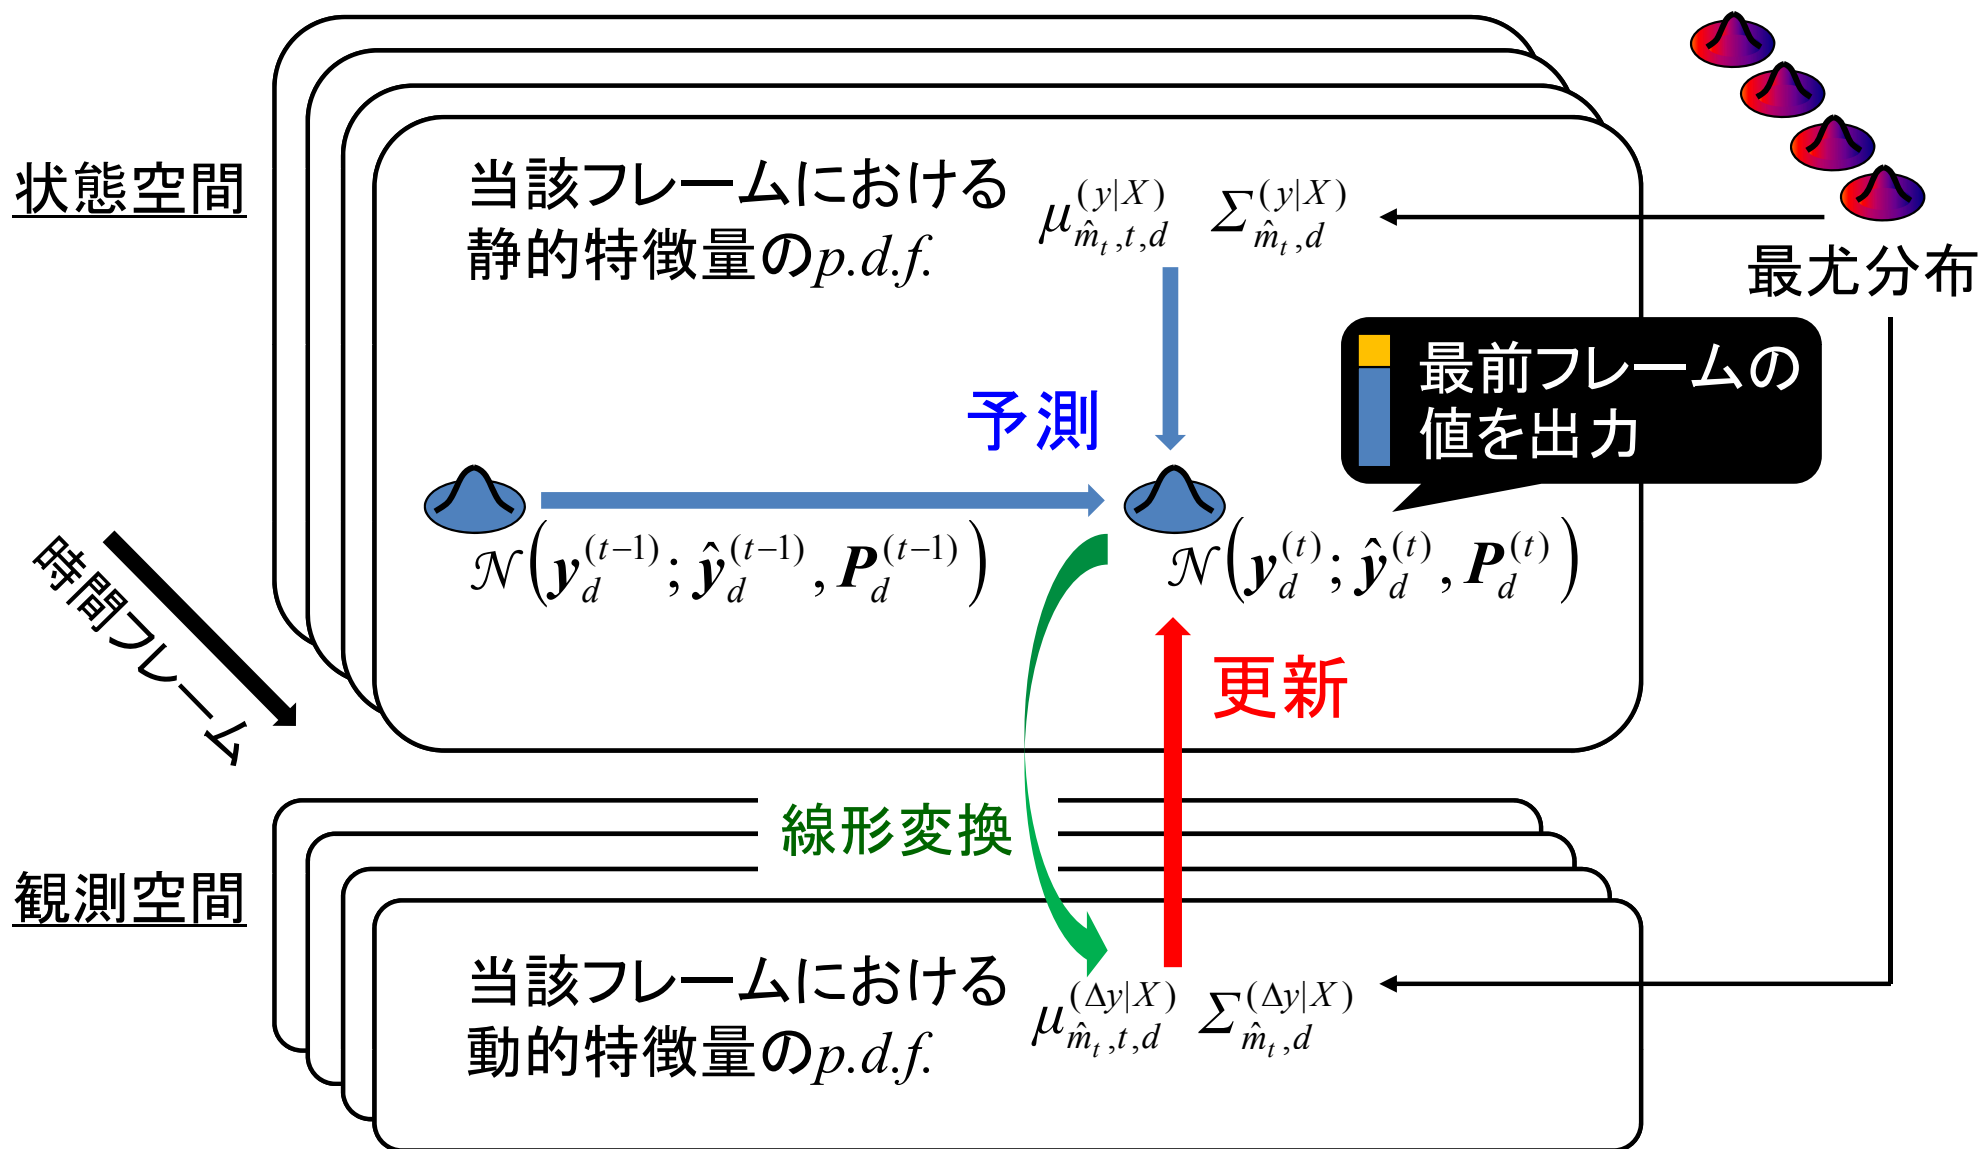 状態空間
当該フレームにおける
静的特徴量のp.d.f.
μ_{m̂_t,t,d}^{(y|X)} Σ_{m̂_t,d}^{(y|X)}
最尤分布
最前フレームの
値を出力
予測
𝒩(y_d^{(t−1)}; ŷ_d^{(t−1)}, P_d^{(t−1)})
𝒩(y_d^{(t)}; ŷ_d^{(t)}, P_d^{(t)})
時間フレーム
更新
線形変換
観測空間
当該フレームにおける
動的特徴量のp.d.f.
μ_{m̂_t,t,d}^{(Δy|X)} Σ_{m̂_t,d}^{(Δy|X)}